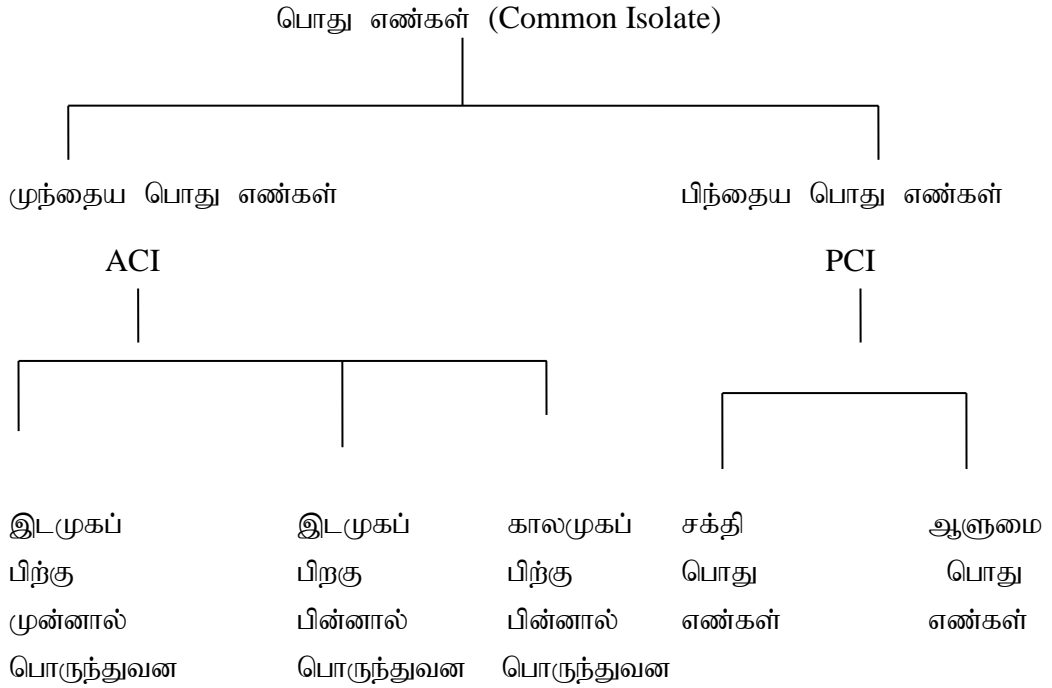 பொது எண்கள் (Common Isolate)
முந்தைய பொது எண்கள்
பிந்தைய பொது எண்கள்
ACI
PCI
இடமுகப்
பிற்கு
முன்னால்
பொருந்துவன
இடமுகப்
பிறகு
பின்னால்
பொருந்துவன
காலமுகப்
பிற்கு
பின்னால்
பொருந்துவன
சக்தி
பொது
எண்கள்
ஆளுமை
பொது
எண்கள்